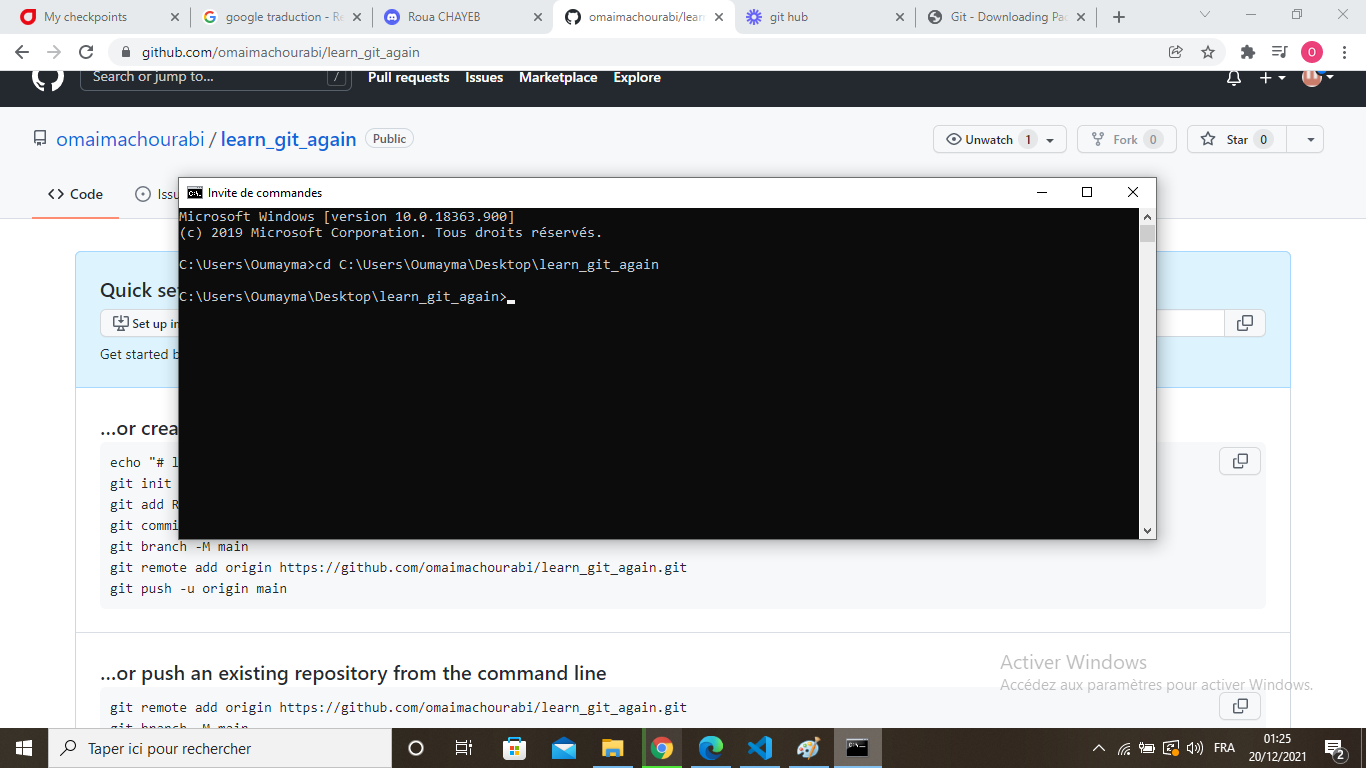 My checkpoints
google traduction - Re
Roua CHAYEB
omaimachourabi/learn
git hub
Git - Downloading Pac
github.com/omaimachourabi/learn_git_again
O
Search or jump to...
/
Pull requests Issues Marketplace Explore
omaimachourabi / learn_git_again Public
Unwatch 1
Fork 0
Star 0
Code
Issu
Invite de commandes
Microsoft Windows [version 10.0.18363.900]
(c) 2019 Microsoft Corporation. Tous droits réservés.
C:\Users\Oumayma>cd C:\Users\Oumayma\Desktop\learn_git_again
C:\Users\Oumayma\Desktop\learn_git_again>
Quick se
Set up in
Get started b
...or crea
echo "# l
git init
git add R
git commi
git branch -M main
git remote add origin https://github.com/omaimachourabi/learn_git_again.git
git push -u origin main
...or push an existing repository from the command line
git remote add origin https://github.com/omaimachourabi/learn_git_again.git
git branch -M main
Activer Windows
Accédez aux paramètres pour activer Windows.
Taper ici pour rechercher
FRA
01:25
20/12/2021
2